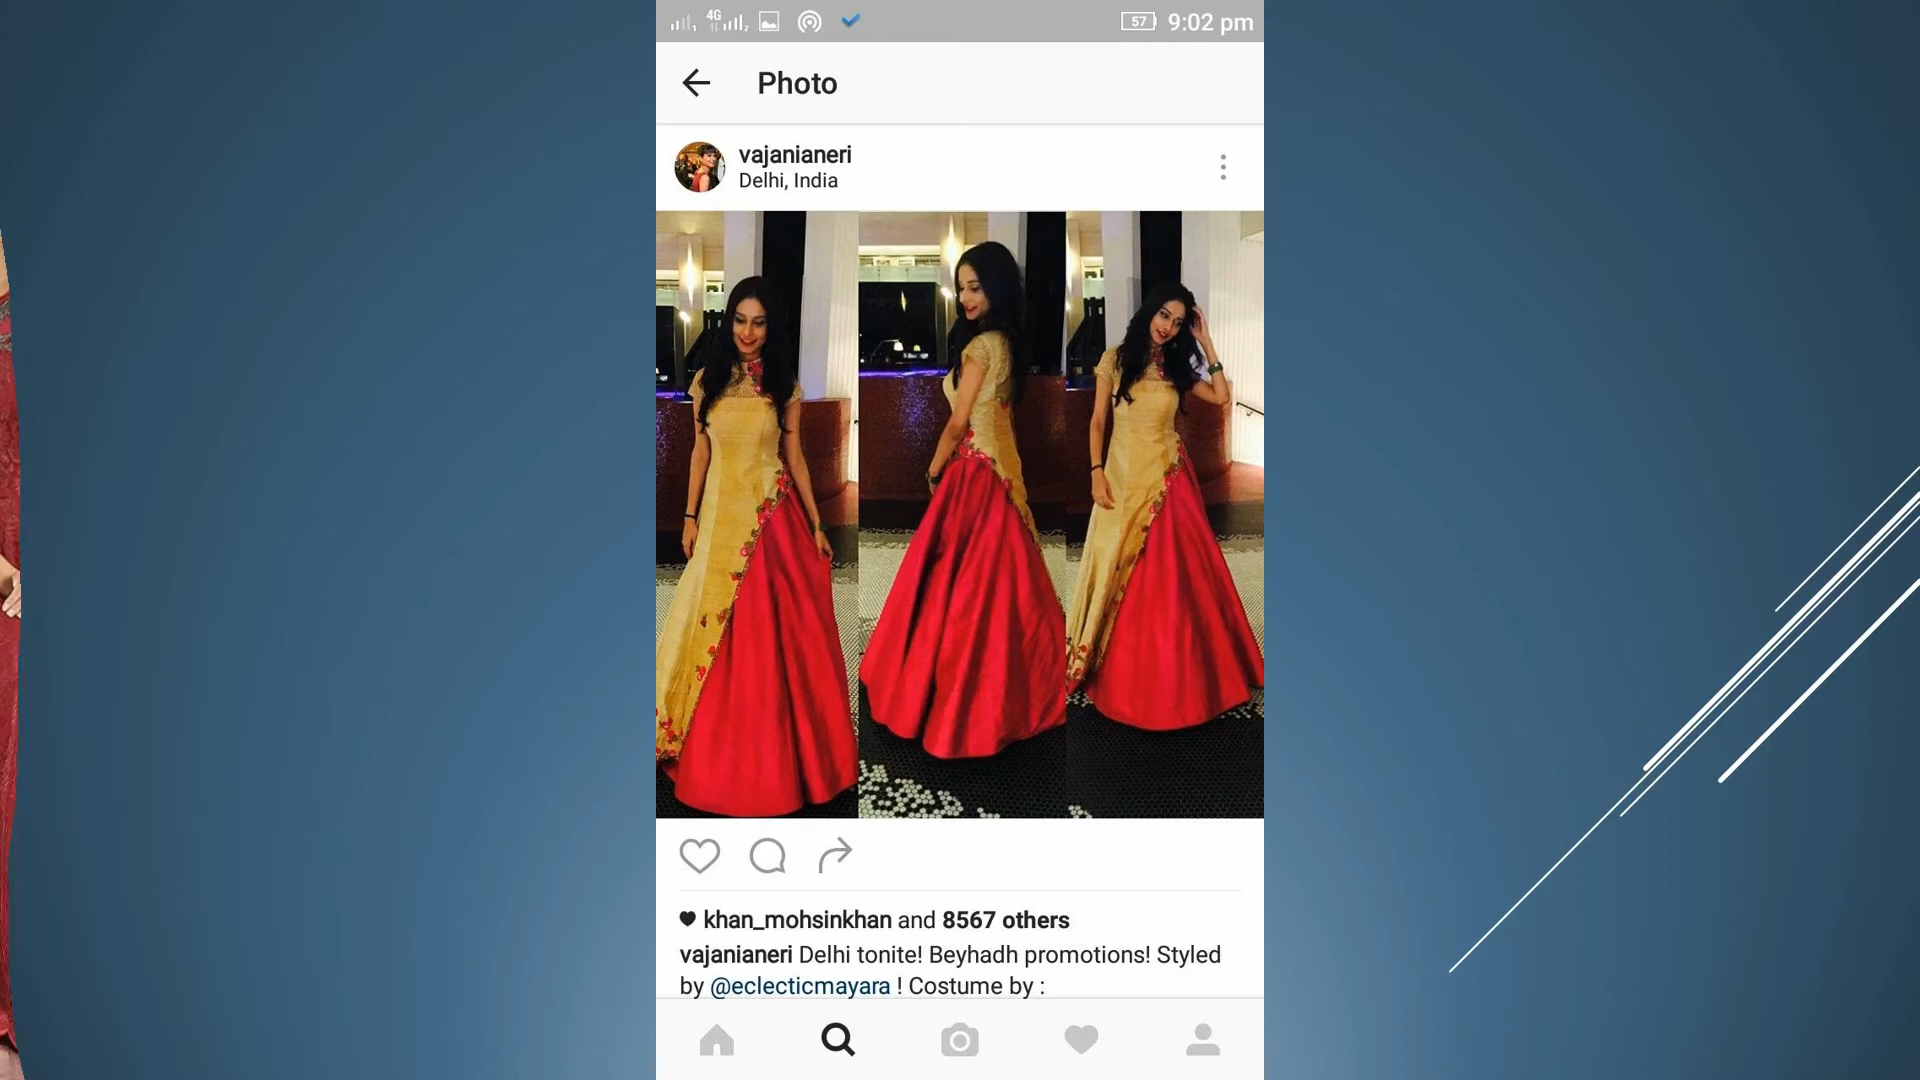 4G
57 9:02 pm
Photo
vajanianeri
Delhi, India
khan_mohsinkhan and 8567 others
vajanianeri Delhi tonite! Beyhadh promotions! Styled
by @eclecticmayara ! Costume by :